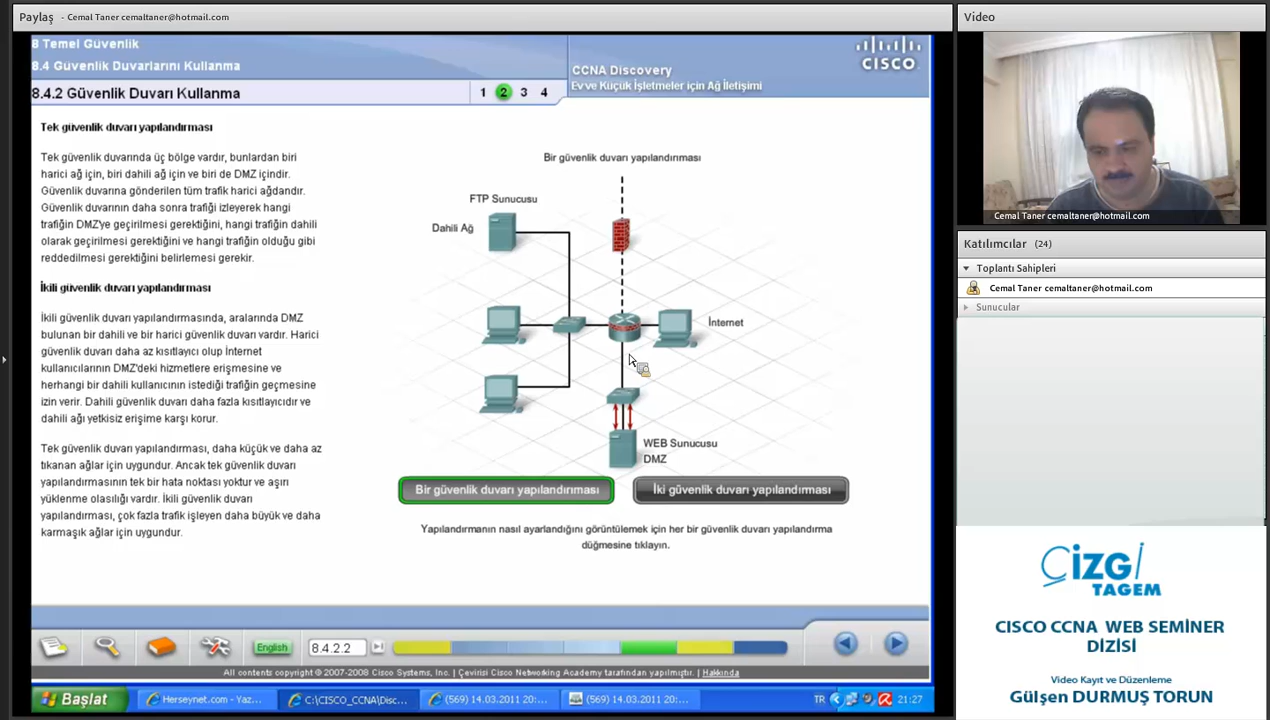 Paylaş - Cemal Taner cemaltaner@hotmail.com
Video
8 Temel Güvenlik
8.4 Güvenlik Duvarlarını Kullanma
8.4.2 Güvenlik Duvarı Kullanma
1 2 3 4
CCNA Discovery
Ev ve Küçük İşletmeler için Ağ İletişimi
CISCO
Tek güvenlik duvarı yapılandırması
Tek güvenlik duvarında üç bölge vardır, bunlardan biri
harici ağ için, biri dahili ağ için ve biri de DMZ içindir.
Güvenlik duvarına gönderilen tüm trafik harici ağdandır.
Güvenlik duvarının daha sonra trafiği izleyerek hangi
trafiğin DMZ'ye geçirilmesi gerektiğini, hangi trafiğin dahili
olarak geçirilmesi gerektiğini ve hangi trafiğin olduğu gibi
reddedilmesi gerektiğini belirlemesi gerekir.
İkili güvenlik duvarı yapılandırması
İkili güvenlik duvarı yapılandırmasında, aralarında DMZ
bulunan bir dahili ve bir harici güvenlik duvarı vardır. Harici
güvenlik duvarı daha az kısıtlayıcı olup İnternet
kullanıcılarının DMZ'deki hizmetlere erişmesine ve
herhangi bir dahili kullanıcının istediği trafiğin geçmesine
izin verir. Dahili güvenlik duvarı daha fazla kısıtlayıcıdır ve
dahili ağı yetkisiz erişime karşı korur.
Tek güvenlik duvarı yapılandırması, daha küçük ve daha az
tıkanan ağlar için uygundur. Ancak tek güvenlik duvarı
yapılandırmasının tek bir hata noktası yoktur ve aşırı
yüklenme olasılığı vardır. İkili güvenlik duvarı
yapılandırması, çok fazla trafik işleyen daha büyük ve daha
karmaşık ağlar için uygundur.
Bir güvenlik duvarı yapılandırması
FTP Sunucusu
Dahili Ağ
İnternet
WEB Sunucusu
DMZ
Bir güvenlik duvarı yapılandırması
İki güvenlik duvarı yapılandırması
Yapılandırmanın nasıl ayarlandığını görüntülemek için her bir güvenlik duvarı yapılandırma
düğmesine tıklayın.
English
8.4.2.2
All contents copyright © 2007-2008 Cisco Systems, Inc. | Çevirisi Cisco Networking Academy tarafından yapılmıştır. | Hakkında
Başlat
Herseynet.com - Yaz...
C:\CISCO_CCNA\Disc...
(569) 14.03.2011 20:...
(569) 14.03.2011 20:...
TR
21:27
Cemal Taner cemaltaner@hotmail.com
Katılımcılar (24)
Toplantı Sahipleri
Cemal Taner cemaltaner@hotmail.com
Sunucular
ÇİZGİ
TAGEM
CISCO CCNA WEB SEMİNER
DİZİSİ
Video Kayıt ve Düzenleme
Gülşen DURMUŞ TORUN